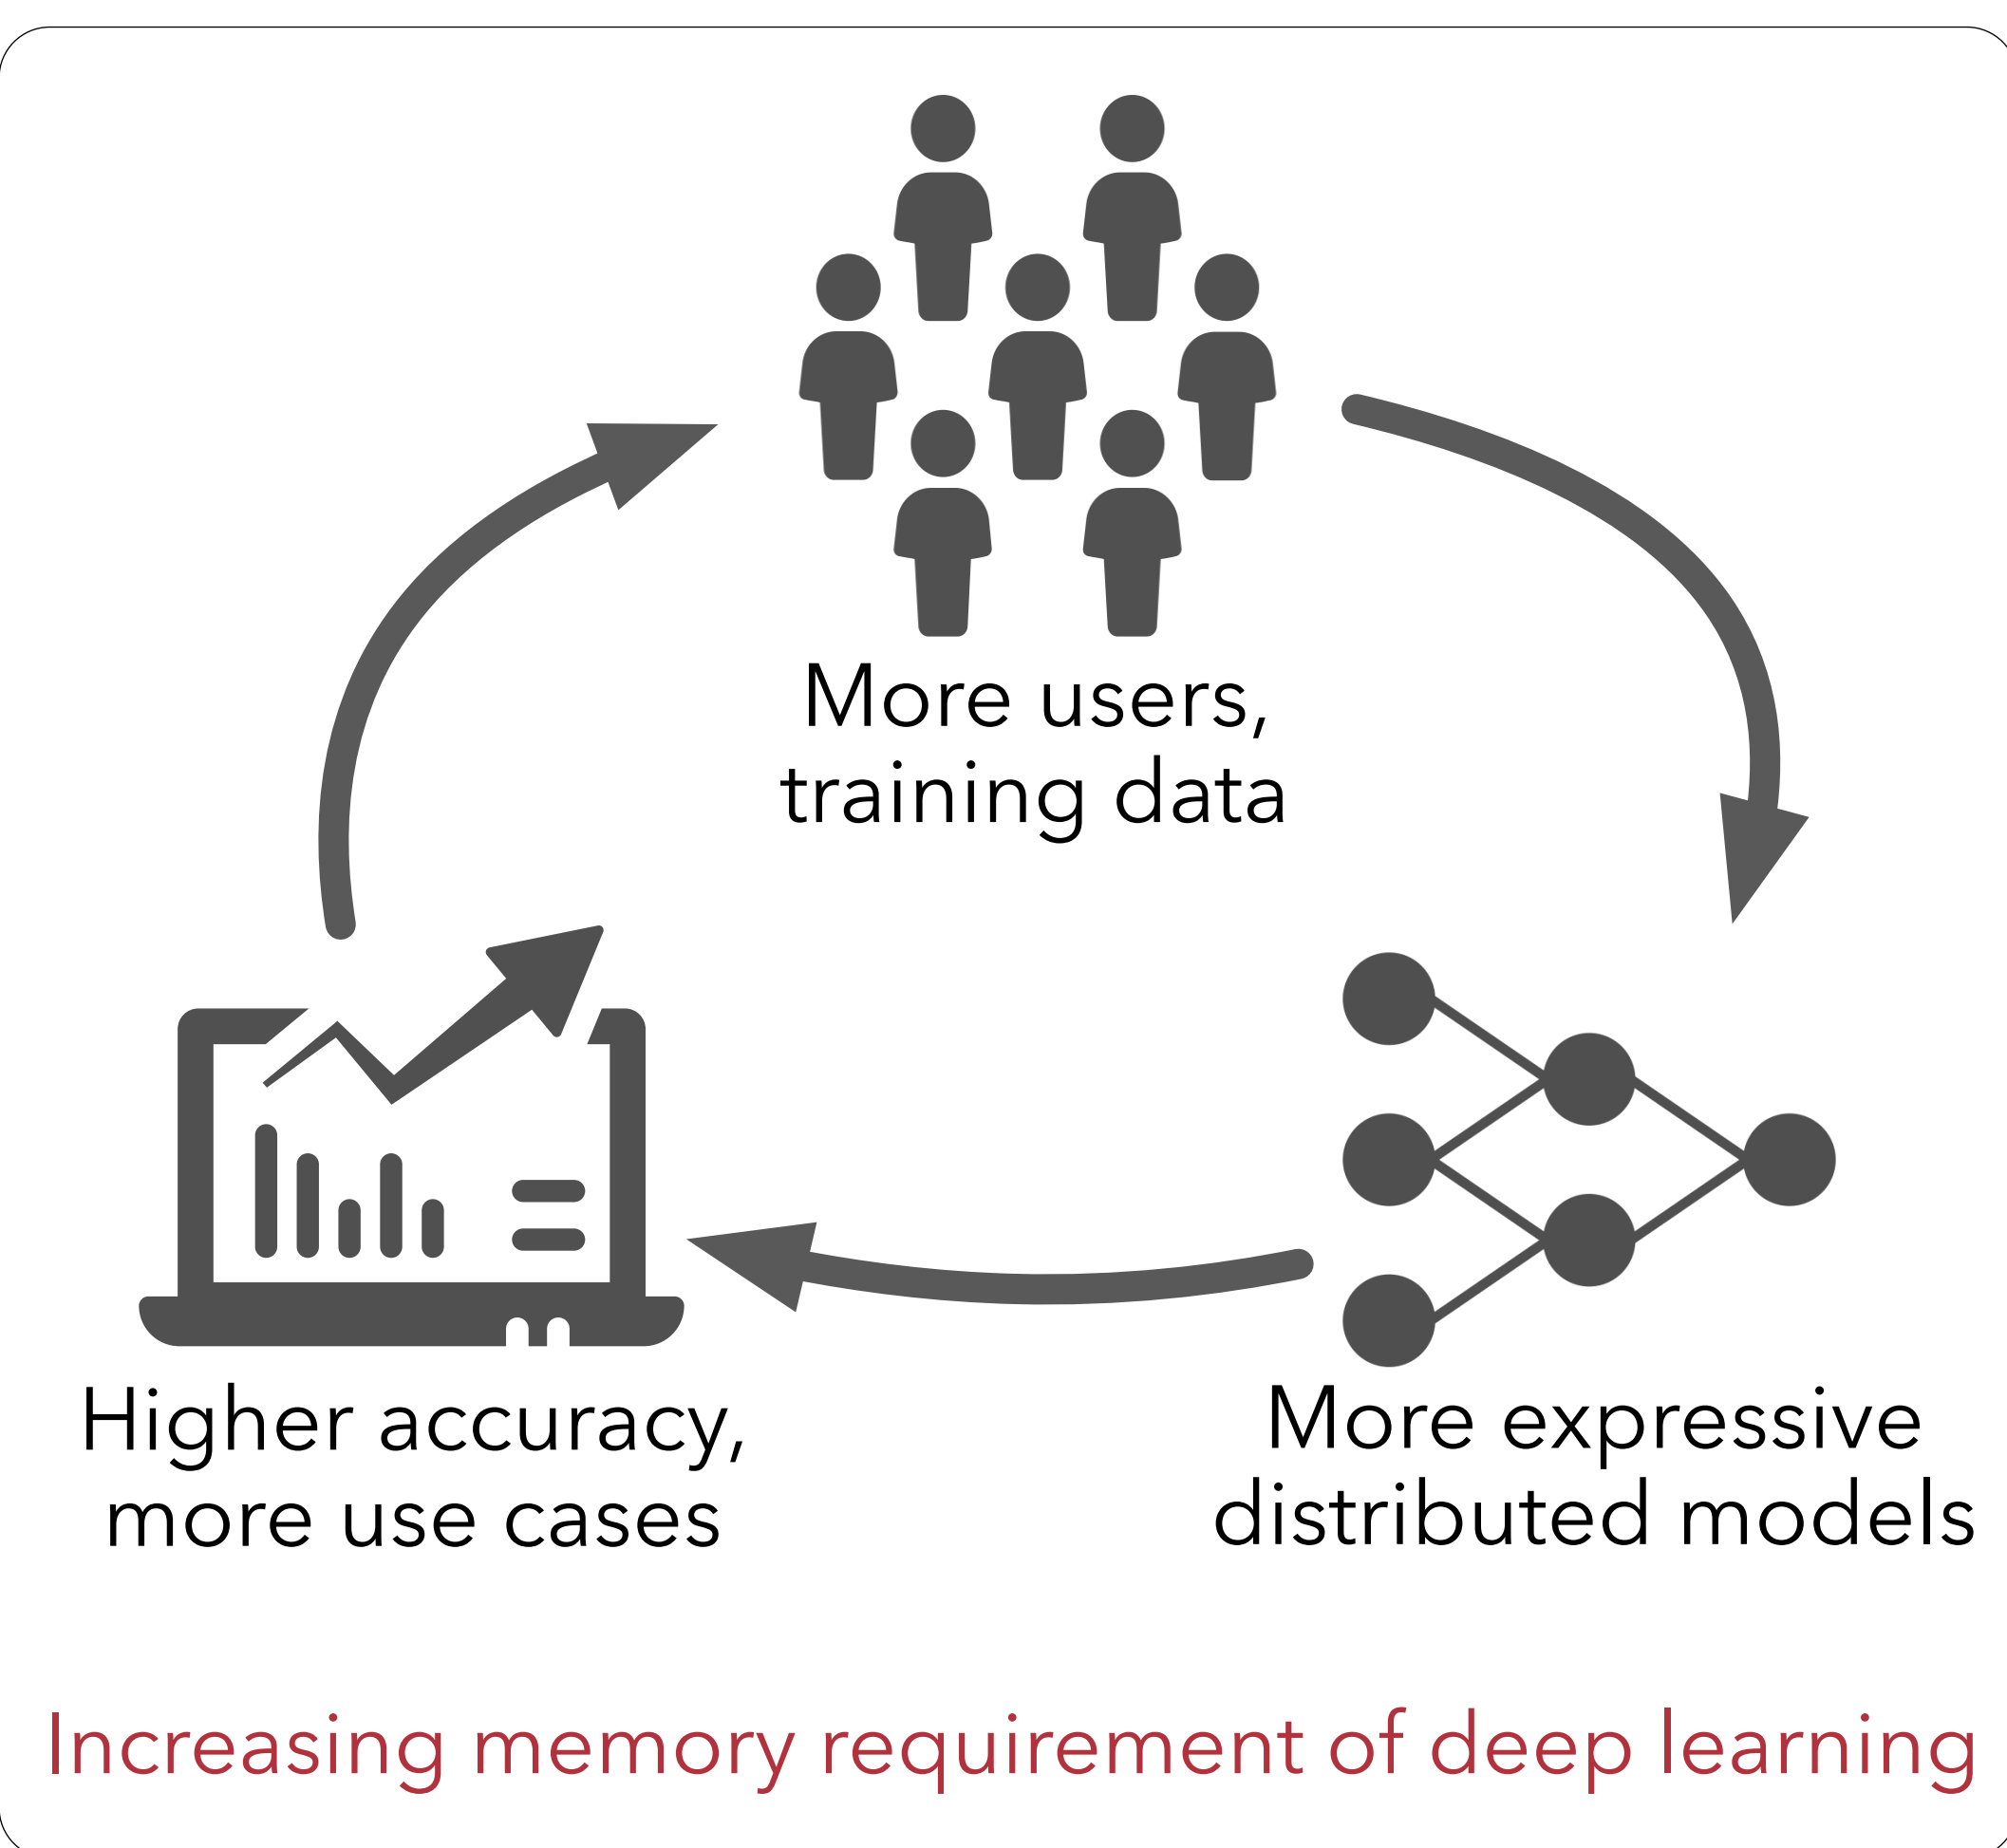 More users,
training data
Higher accuracy,
more use cases
More expressive
distributed models
Increasing memory requirement of deep learning